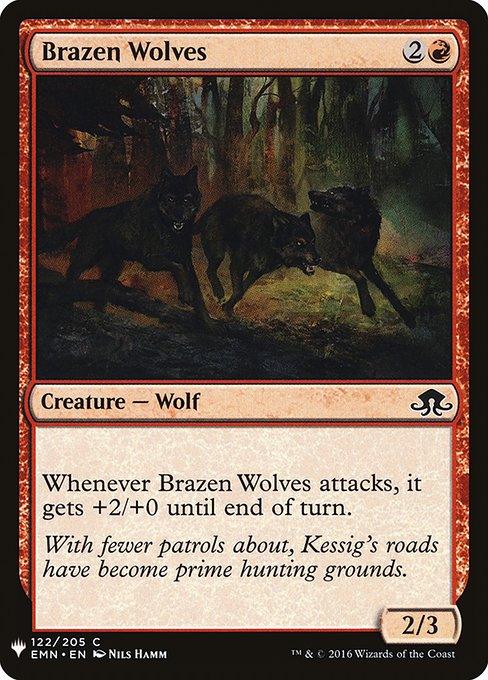 Brazen Wolves 2
Creature — Wolf
Whenever Brazen Wolves attacks, it
gets +2/+0 until end of turn.
With fewer patrols about, Kessig's roads
have become prime hunting grounds.
2/3
122/205 C
EMN • EN Nils Hamm
™ & © 2016 Wizards of the Coast